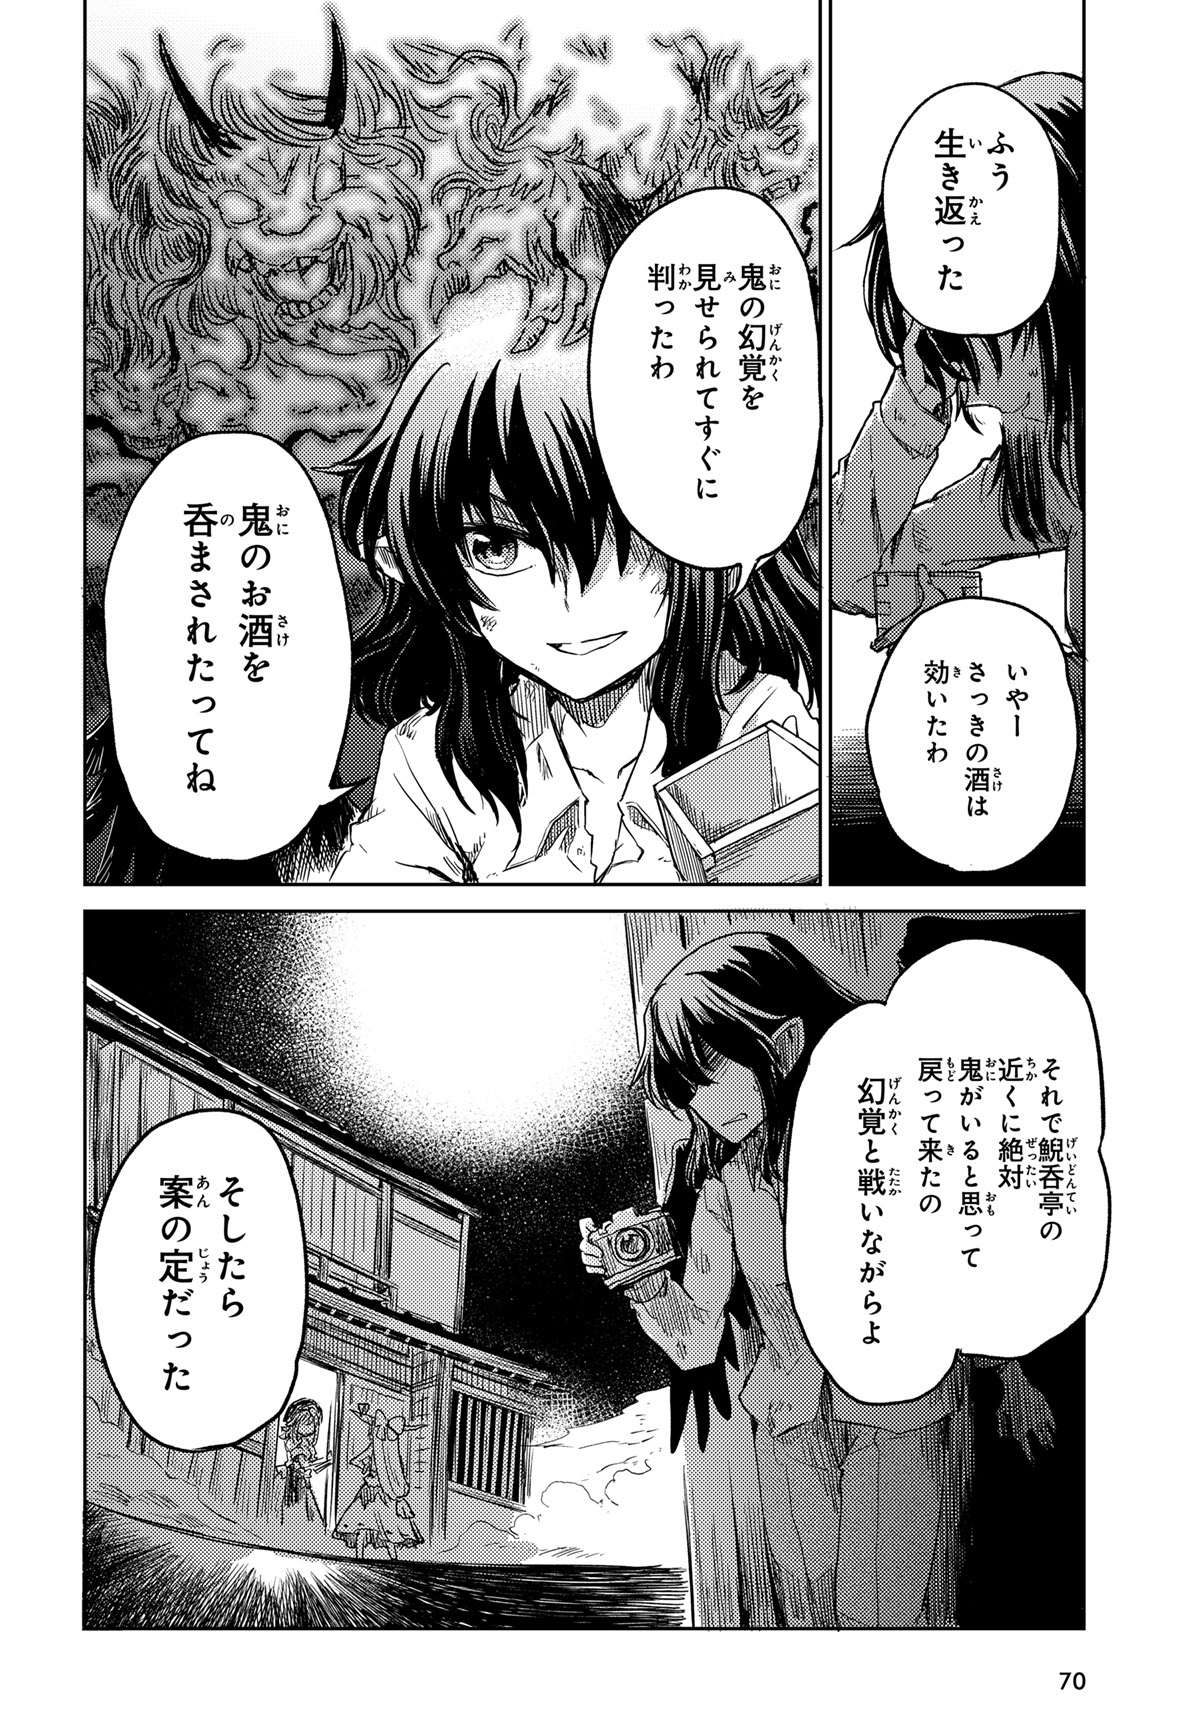 ふう
生き返った
いやー
さっきの酒は
効いたわ
鬼の幻覚を
見せられてすぐに
判ったわ
鬼のお酒を
呑まされたってね
それで鯢呑亭の
近くに絶対
鬼がいると思って
戻って来たの
幻覚と戦いながらよ
そしたら
案の定だった
70